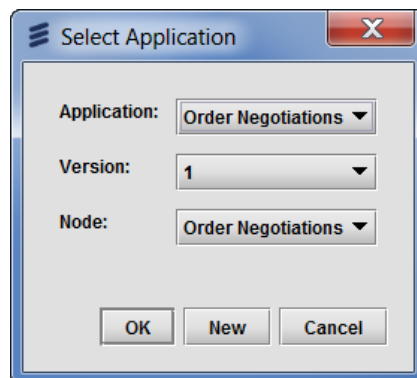 Select Application
Application: Order Negotiations
Version: 1
Node: Order Negotiations
OK New Cancel